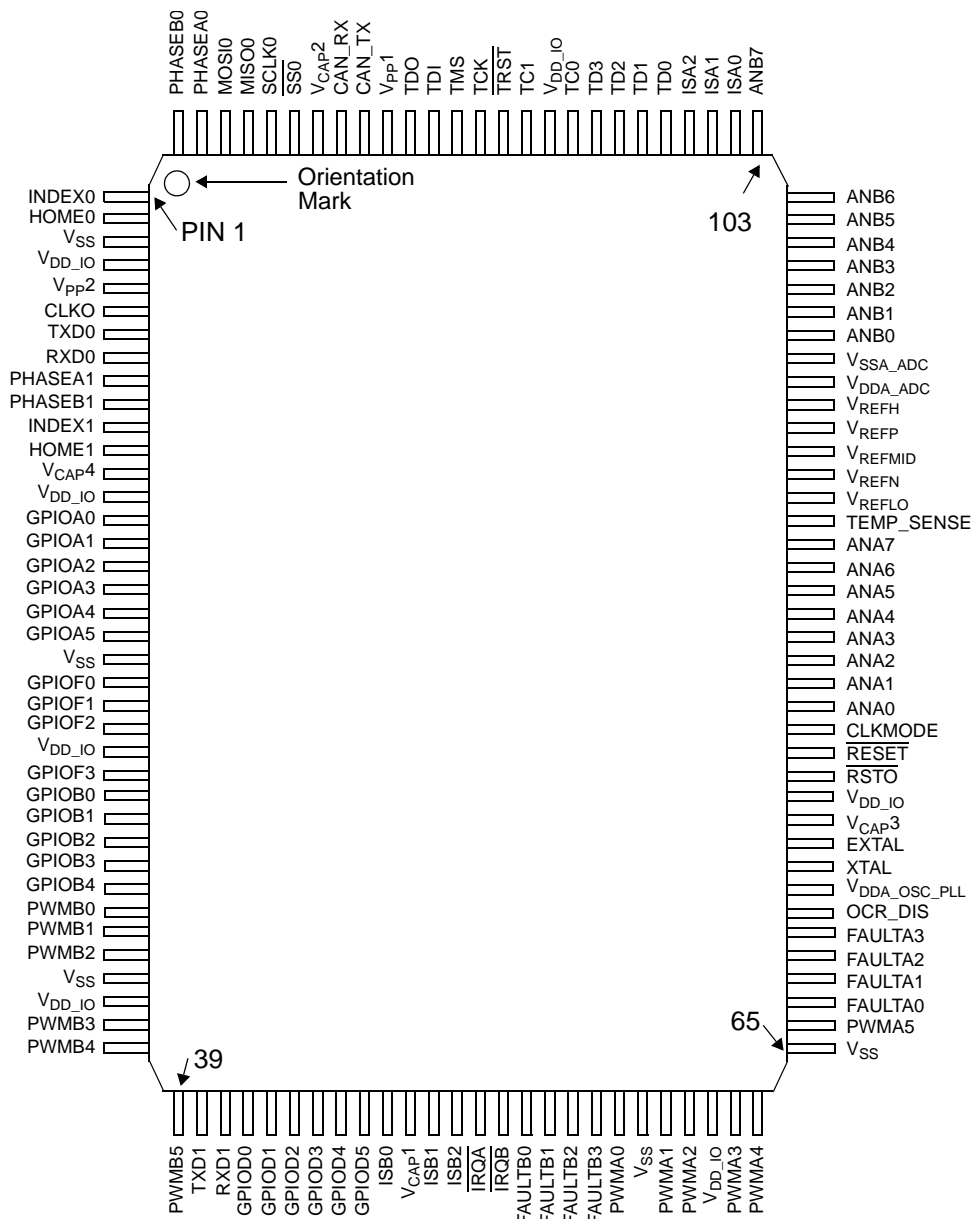 PHASEB0
PHASEA0
MOSI0
MISO0
SCLK0
SS0
VCAP2
CAN_RX
CAN_TX
VPP1
TDO
TDI
TMS
TCK
TRST
TC1
VDD_IO
TC0
TD3
TD2
TD1
TD0
ISA2
ISA1
ISA0
ANB7
Orientation
Mark
PIN 1
103
INDEX0
HOME0
VSS
VDD_IO
VPP2
CLKO
TXD0
RXD0
PHASEA1
PHASEB1
INDEX1
HOME1
VCAP4
VDD_IO
GPIOA0
GPIOA1
GPIOA2
GPIOA3
GPIOA4
GPIOA5
VSS
GPIOF0
GPIOF1
GPIOF2
VDD_IO
GPIOF3
GPIOB0
GPIOB1
GPIOB2
GPIOB3
GPIOB4
PWMB0
PWMB1
PWMB2
VSS
VDD_IO
PWMB3
PWMB4
ANB6
ANB5
ANB4
ANB3
ANB2
ANB1
ANB0
VSSA_ADC
VDDA_ADC
VREFH
VREFP
VREFMID
VREFN
VREFLO
TEMP_SENSE
ANA7
ANA6
ANA5
ANA4
ANA3
ANA2
ANA1
ANA0
CLKMODE
RESET
RSTO
VDD_IO
VCAP3
EXTAL
XTAL
VDDA_OSC_PLL
OCR_DIS
FAULTA3
FAULTA2
FAULTA1
FAULTA0
PWMA5
VSS
39
65
PWMB5
TXD1
RXD1
GPIOD0
GPIOD1
GPIOD2
GPIOD3
GPIOD4
GPIOD5
ISB0
VCAP1
ISB1
ISB2
IRQA
IRQB
FAULTB0
FAULTB1
FAULTB2
FAULTB3
PWMA0
VSS
PWMA1
PWMA2
VDD_IO
PWMA3
PWMA4